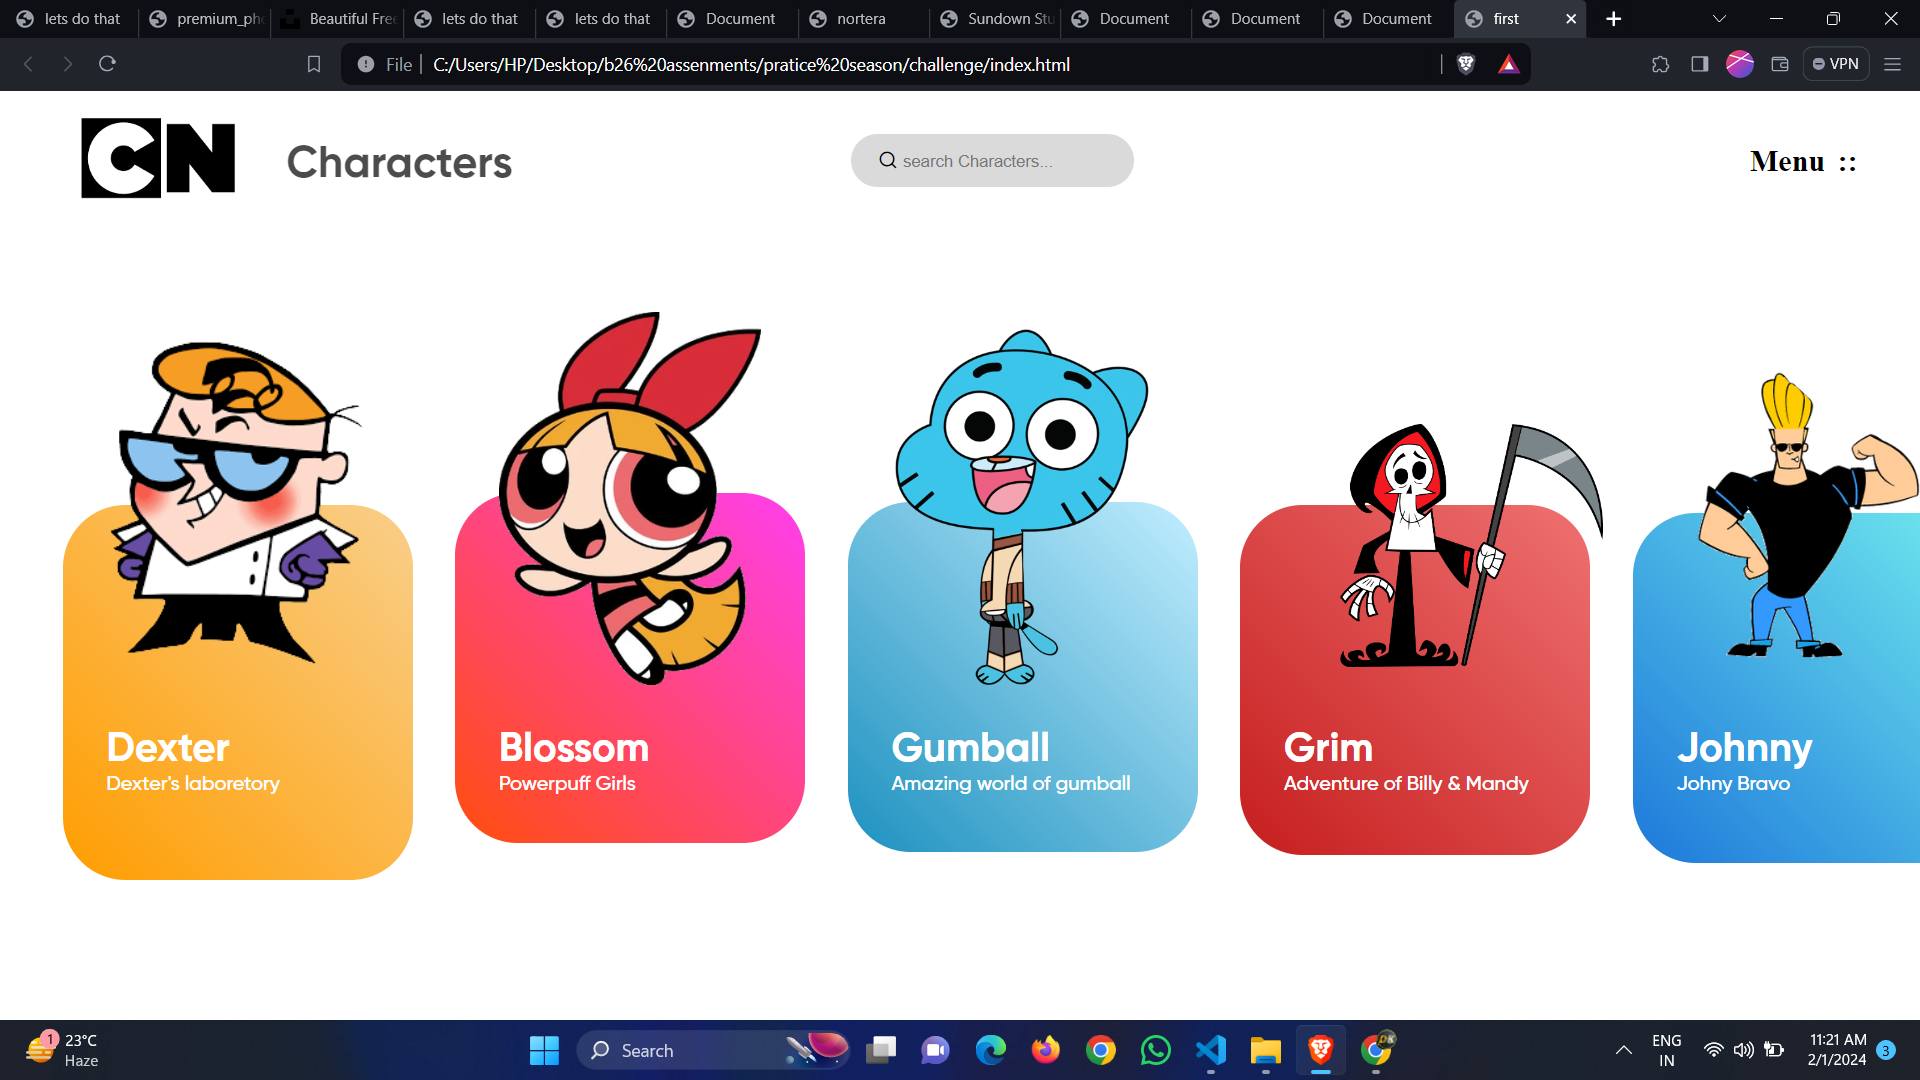 lets do that
premium_pho
Beautiful Free
lets do that
lets do that
Document
nortera
Sundown Stu
Document
Document
Document
first
File
C:/Users/HP/Desktop/b26%20assenments/pratice%20season/challenge/index.html
VPN
CN
Characters
search Characters...
Menu ::
Dexter
Dexter's laboretory
Blossom
Powerpuff Girls
Gumball
Amazing world of gumball
Grim
Adventure of Billy & Mandy
Johnny
Johny Bravo
1
23°C
Haze
Search
DK
ENG
IN
11:21 AM
2/1/2024
3